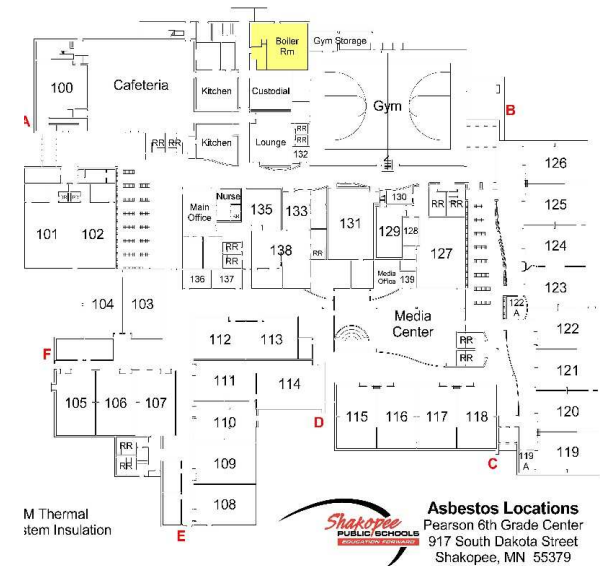 Boiler
Rm
Gym Storage
100
Cafeteria
Kitchen
Custodial
Gym
A
B
RR RR
Kitchen
Lounge
RR
RR
132
126
101
102
Main
Office
Nurse
135
133
131
130
129
128
RR RR
127
125
124
138
RR
RR
RR
136
137
Media
Office
139
123
104
103
122
A
Media
Center
122
F
112
113
RR
RR
121
105
106
107
111
114
115
116
117
118
120
110
D
RR
RR
109
C
119
A
119
108
E
M Thermal
stem Insulation
Shakopee
PUBLIC SCHOOLS
EDUCATION FORWARD
Asbestos Locations
Pearson 6th Grade Center
917 South Dakota Street
Shakopee, MN 55379